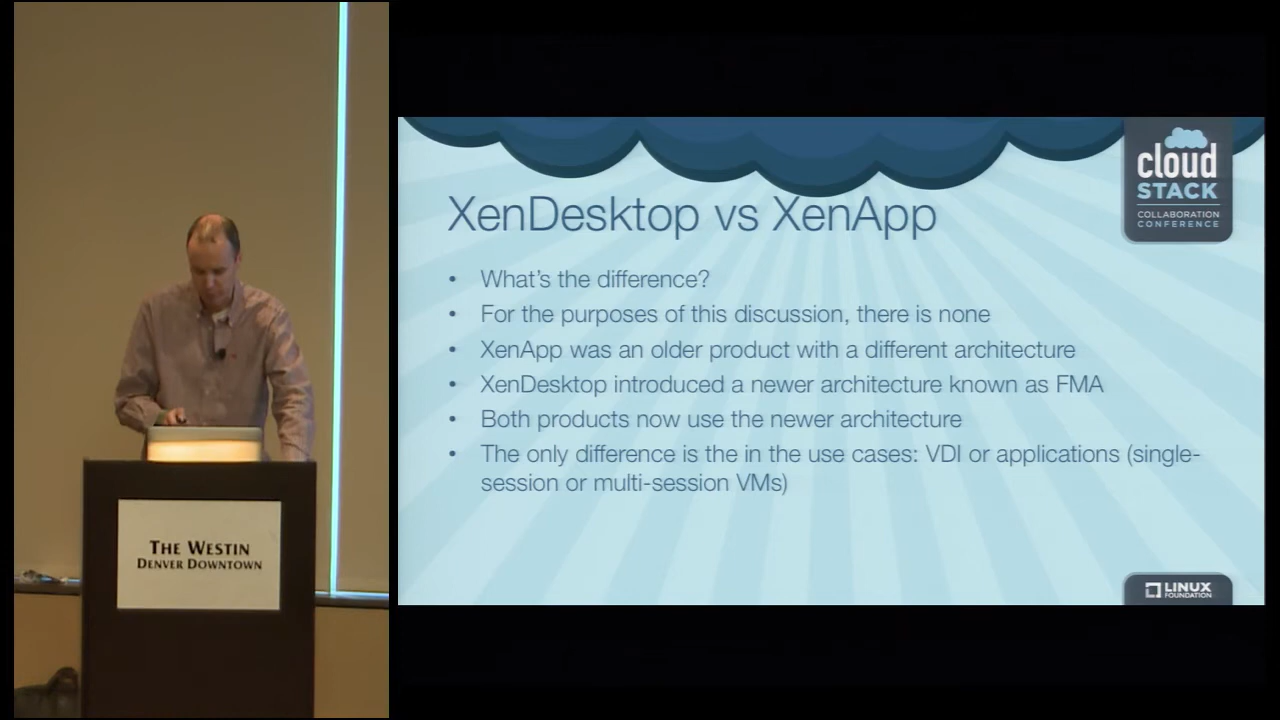 THE WESTIN
DENVER DOWNTOWN
cloud
STACK
COLLABORATION
CONFERENCE
XenDesktop vs XenApp
• What's the difference?
• For the purposes of this discussion, there is none
• XenApp was an older product with a different architecture
• XenDesktop introduced a newer architecture known as FMA
• Both products now use the newer architecture
• The only difference is the in the use cases: VDI or applications (single-
session or multi-session VMs)
LINUX
FOUNDATION